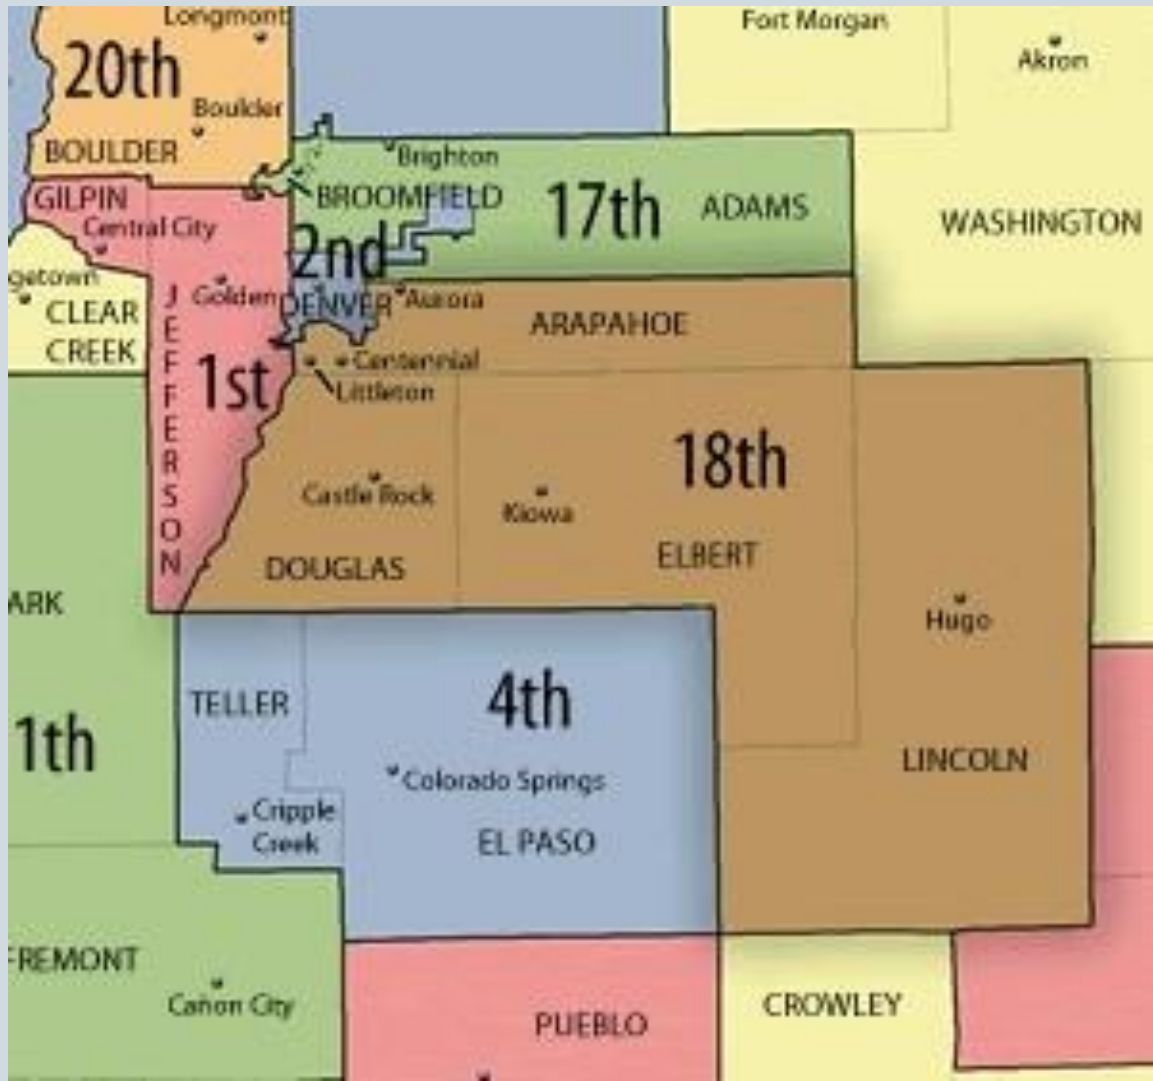 Longmont
Fort Morgan
Akron
20th
Boulder
BOULDER
Brighton
GILPIN
BROOMFIELD
17th
ADAMS
WASHINGTON
Central City
2nd
getown
Golden
DENVER
Aurora
CLEAR
CREEK
JEFFERSON
ARAPAHOE
1st
Centennial
Littleton
18th
Castle Rock
Kiowa
DOUGLAS
ELBERT
ARK
Hugo
TELLER
4th
1th
LINCOLN
Colorado Springs
Cripple
Creek
EL PASO
FREMONT
Cañon City
CROWLEY
PUEBLO